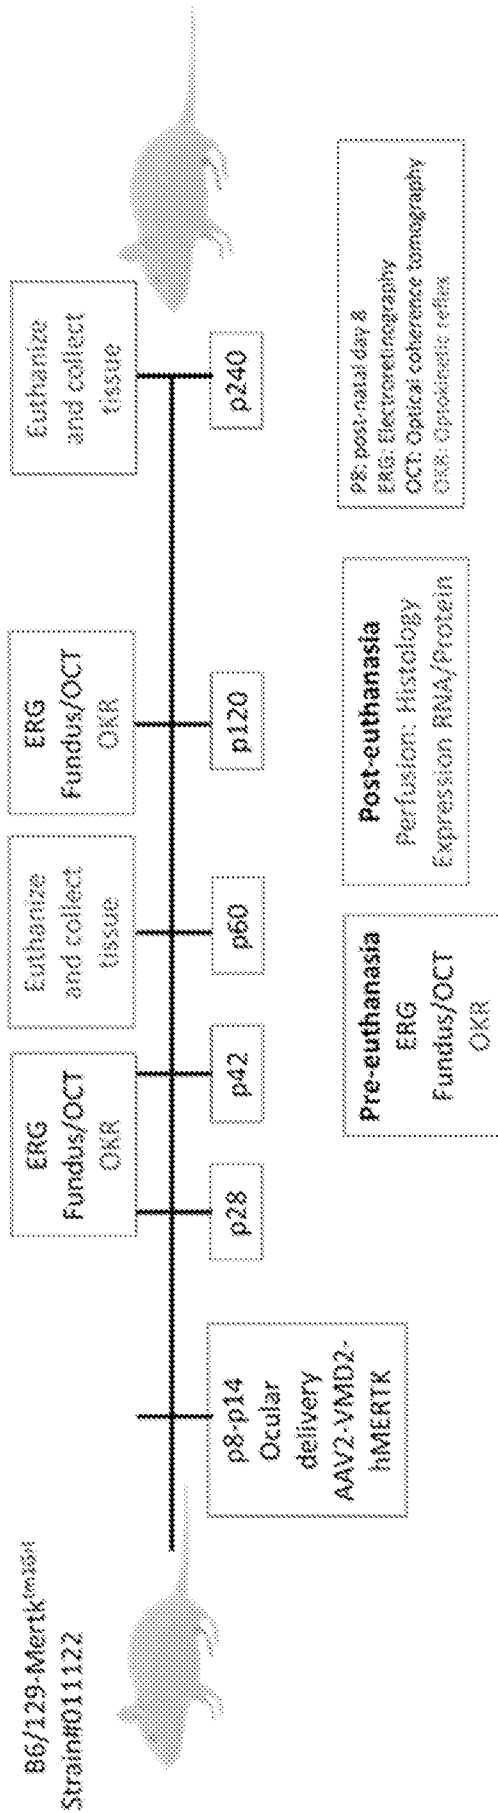 B6/129-Mertk^tm1Grl
Strain#011122
ERG
Fundus/OCT
OKR
Euthanize
and collect
tissue
ERG
Fundus/OCT
OKR
Euthanize
and collect
tissue
p8-p14
Ocular
delivery
AAV2-VMD2-
hMERTK
p28
p42
p60
p120
p240
Pre-euthanasia
ERG
Fundus/OCT
OKR
Post-euthanasia
Perfusion: Histology
Expression RNA/Protein
P8: post-natal day 8
ERG: Electroretinography
OCT: Optical coherence tomography
OKR: Optokinetic reflex